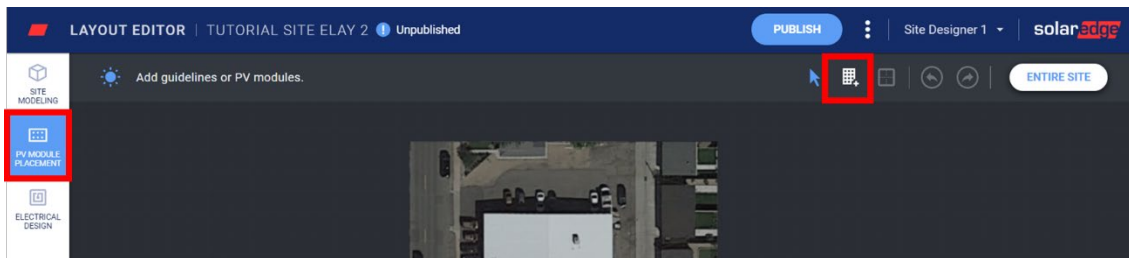 LAYOUT EDITOR | TUTORIAL SITE ELAY 2 ! Unpublished
PUBLISH
Site Designer 1
solaredge
SITE
MODELING
Add guidelines or PV modules.
ENTIRE SITE
PV MODULE
PLACEMENT
ELECTRICAL
DESIGN